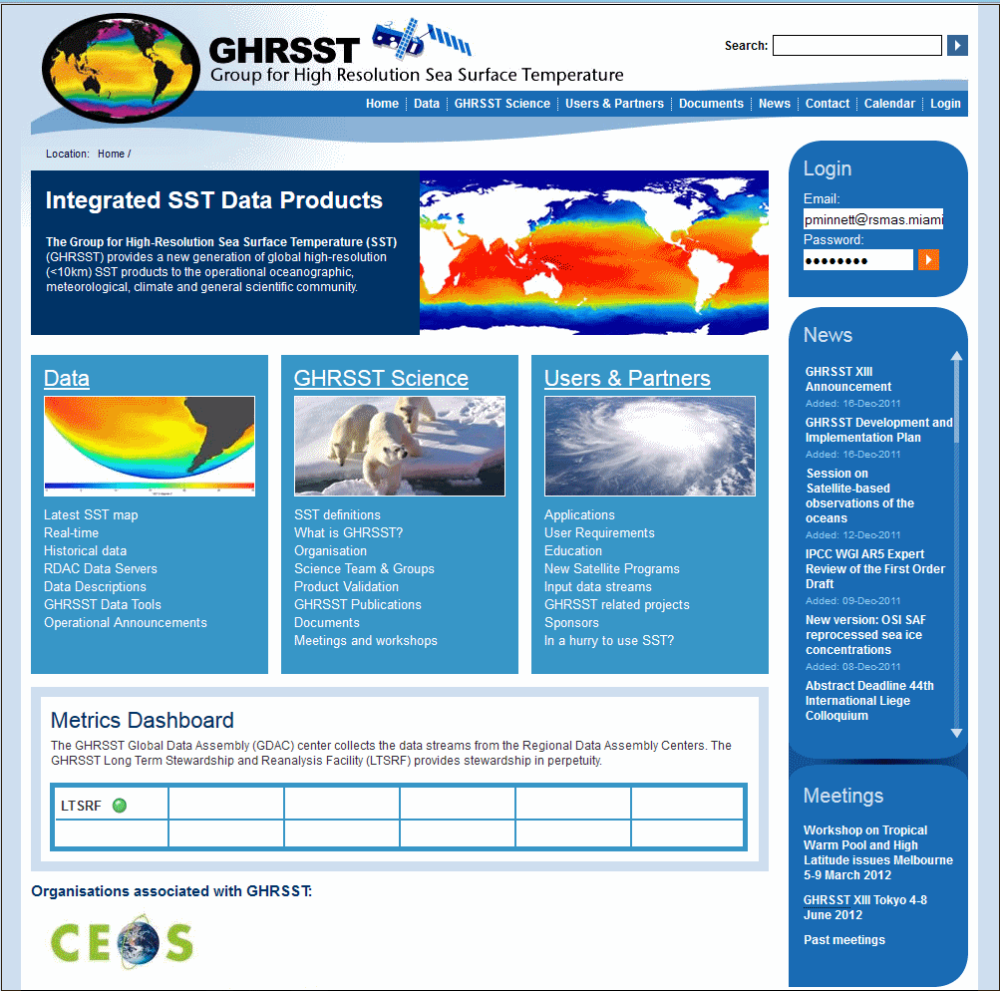 GHRSST
Group for High Resolution Sea Surface Temperature
Search:
Home Data GHRSST Science Users & Partners Documents News Contact Calendar Login
Location: Home /
Integrated SST Data Products
The Group for High-Resolution Sea Surface Temperature (SST)
(GHRSST) provides a new generation of global high-resolution
(<10km) SST products to the operational oceanographic,
meteorological, climate and general scientific community.
Data
Latest SST map
Real-time
Historical data
RDAC Data Servers
Data Descriptions
GHRSST Data Tools
Operational Announcements
GHRSST Science
SST definitions
What is GHRSST?
Organisation
Science Team & Groups
Product Validation
GHRSST Publications
Documents
Meetings and workshops
Users & Partners
Applications
User Requirements
Education
New Satellite Programs
Input data streams
GHRSST related projects
Sponsors
In a hurry to use SST?
Metrics Dashboard
The GHRSST Global Data Assembly (GDAC) center collects the data streams from the Regional Data Assembly Centers. The
GHRSST Long Term Stewardship and Reanalysis Facility (LTSRF) provides stewardship in perpetuity.
LTSRF
Organisations associated with GHRSST:
CEOS
Login
Email:
pminnett@rsmas.miami
Password:
●●●●●●●●
News
GHRSST XIII
Announcement
Added: 16-Dec-2011
GHRSST Development and
Implementation Plan
Added: 16-Dec-2011
Session on
Satellite-based
observations of the
oceans
Added: 12-Dec-2011
IPCC WGI AR5 Expert
Review of the First Order
Draft
Added: 09-Dec-2011
New version: OSI SAF
reprocessed sea ice
concentrations
Added: 08-Dec-2011
Abstract Deadline 44th
International Liege
Colloquium
Meetings
Workshop on Tropical
Warm Pool and High
Latitude issues Melbourne
5-9 March 2012
GHRSST XIII Tokyo 4-8
June 2012
Past meetings